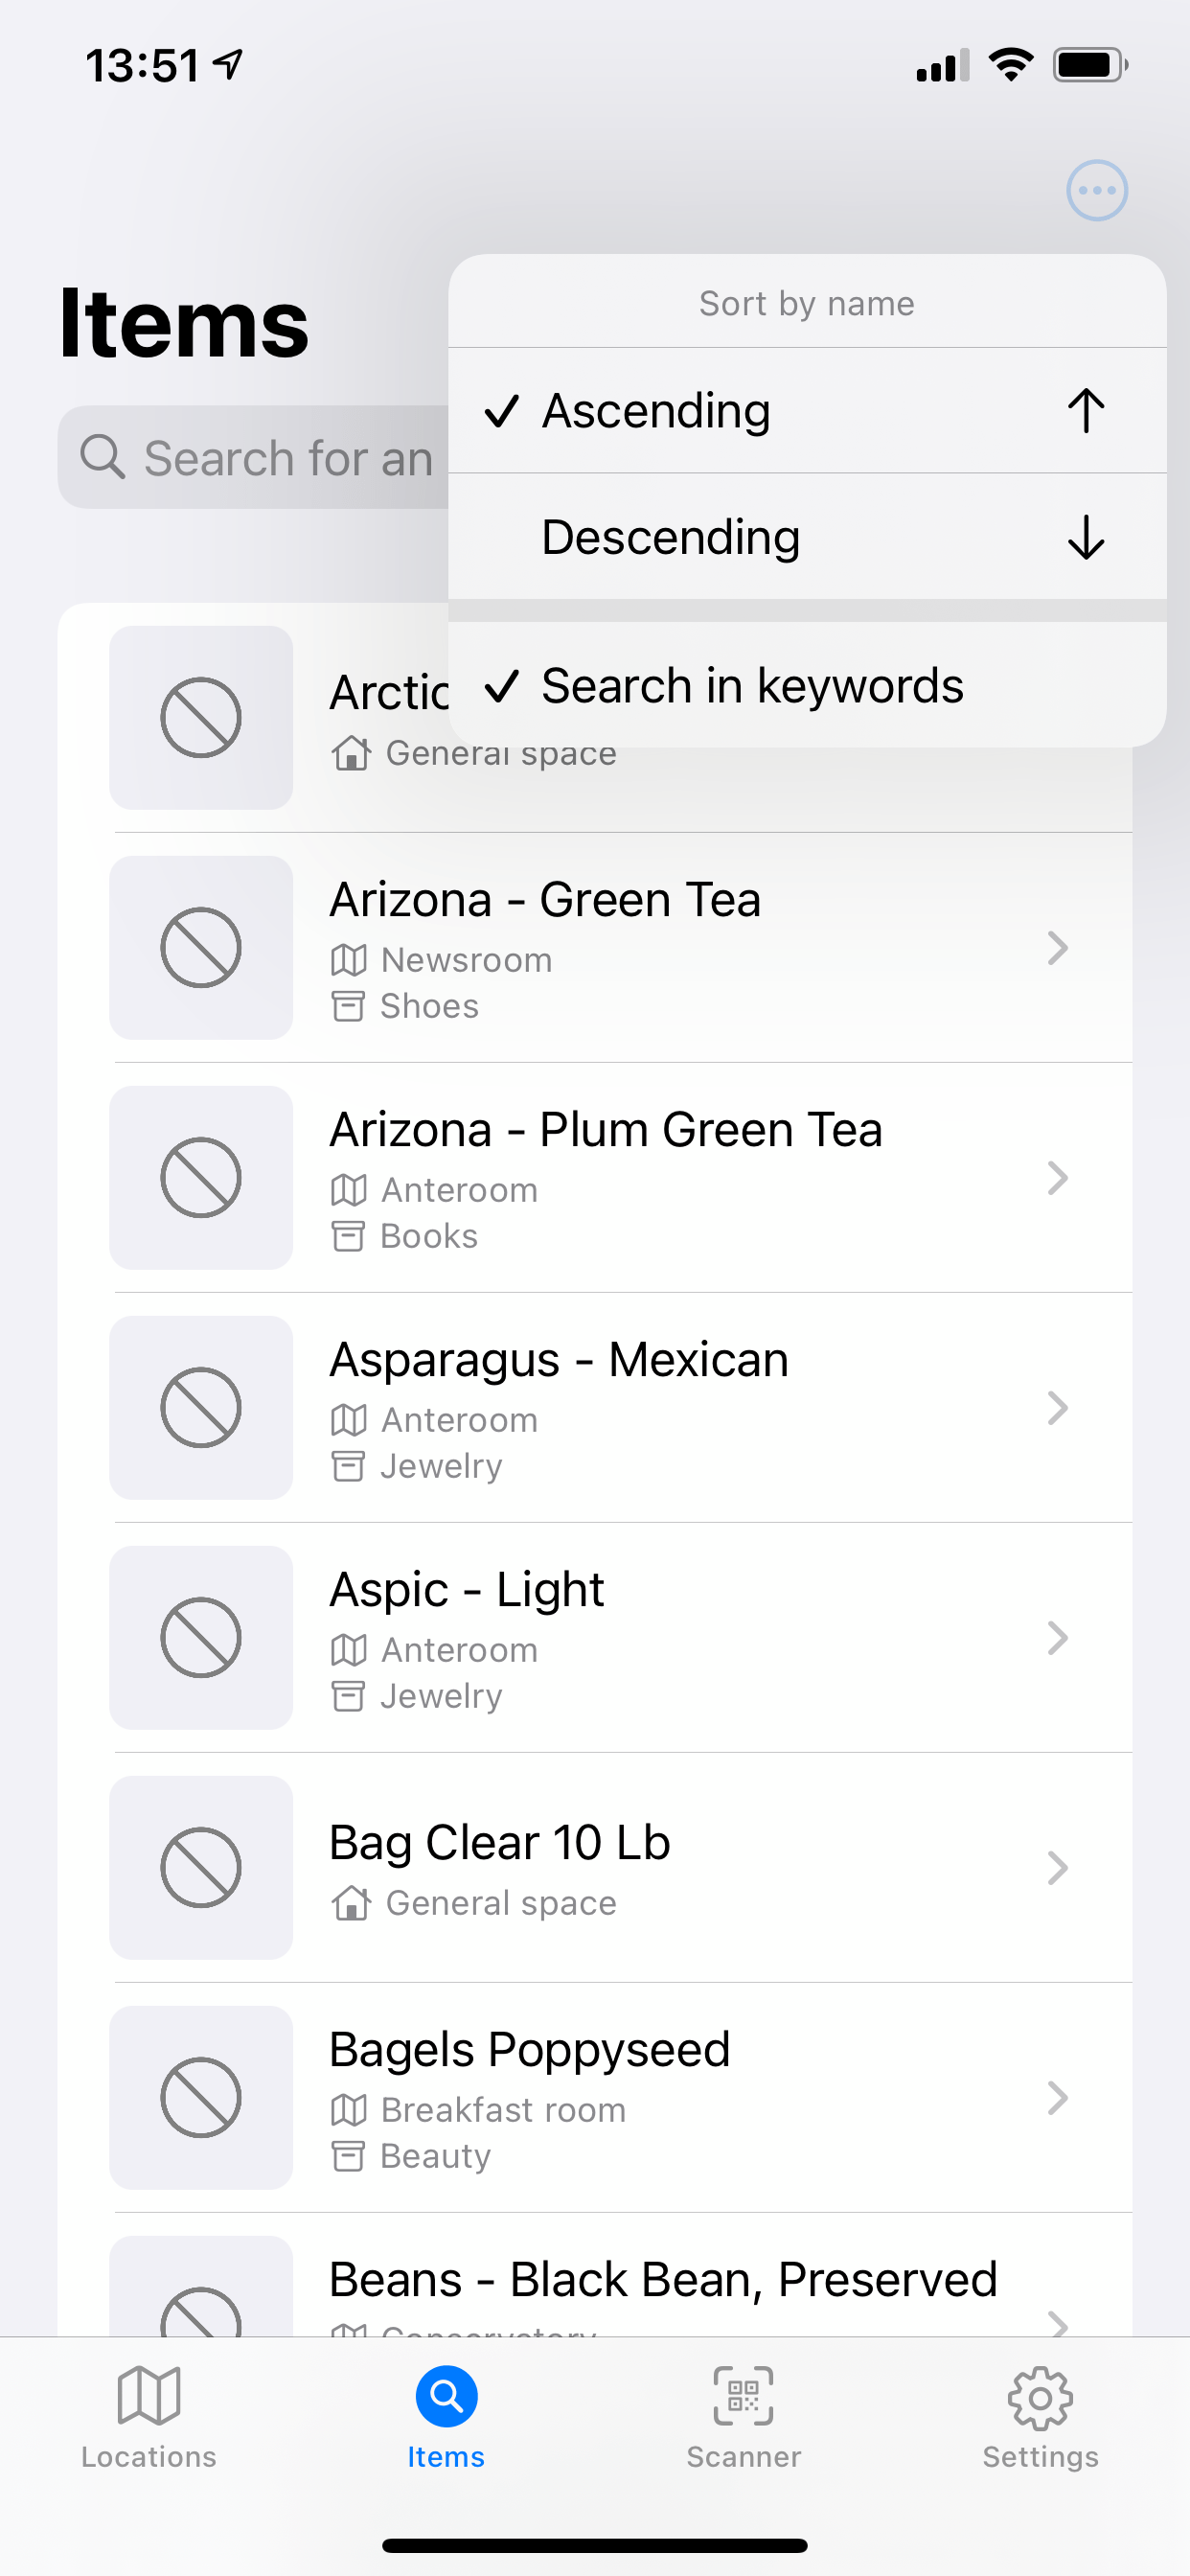 13:51
Items
Search for an
Sort by name
Ascending
Descending
Search in keywords
Arctic
General space
Arizona - Green Tea
Newsroom
Shoes
Arizona - Plum Green Tea
Anteroom
Books
Asparagus - Mexican
Anteroom
Jewelry
Aspic - Light
Anteroom
Jewelry
Bag Clear 10 Lb
General space
Bagels Poppyseed
Breakfast room
Beauty
Beans - Black Bean, Preserved
Conservatory
Locations
Items
Scanner
Settings